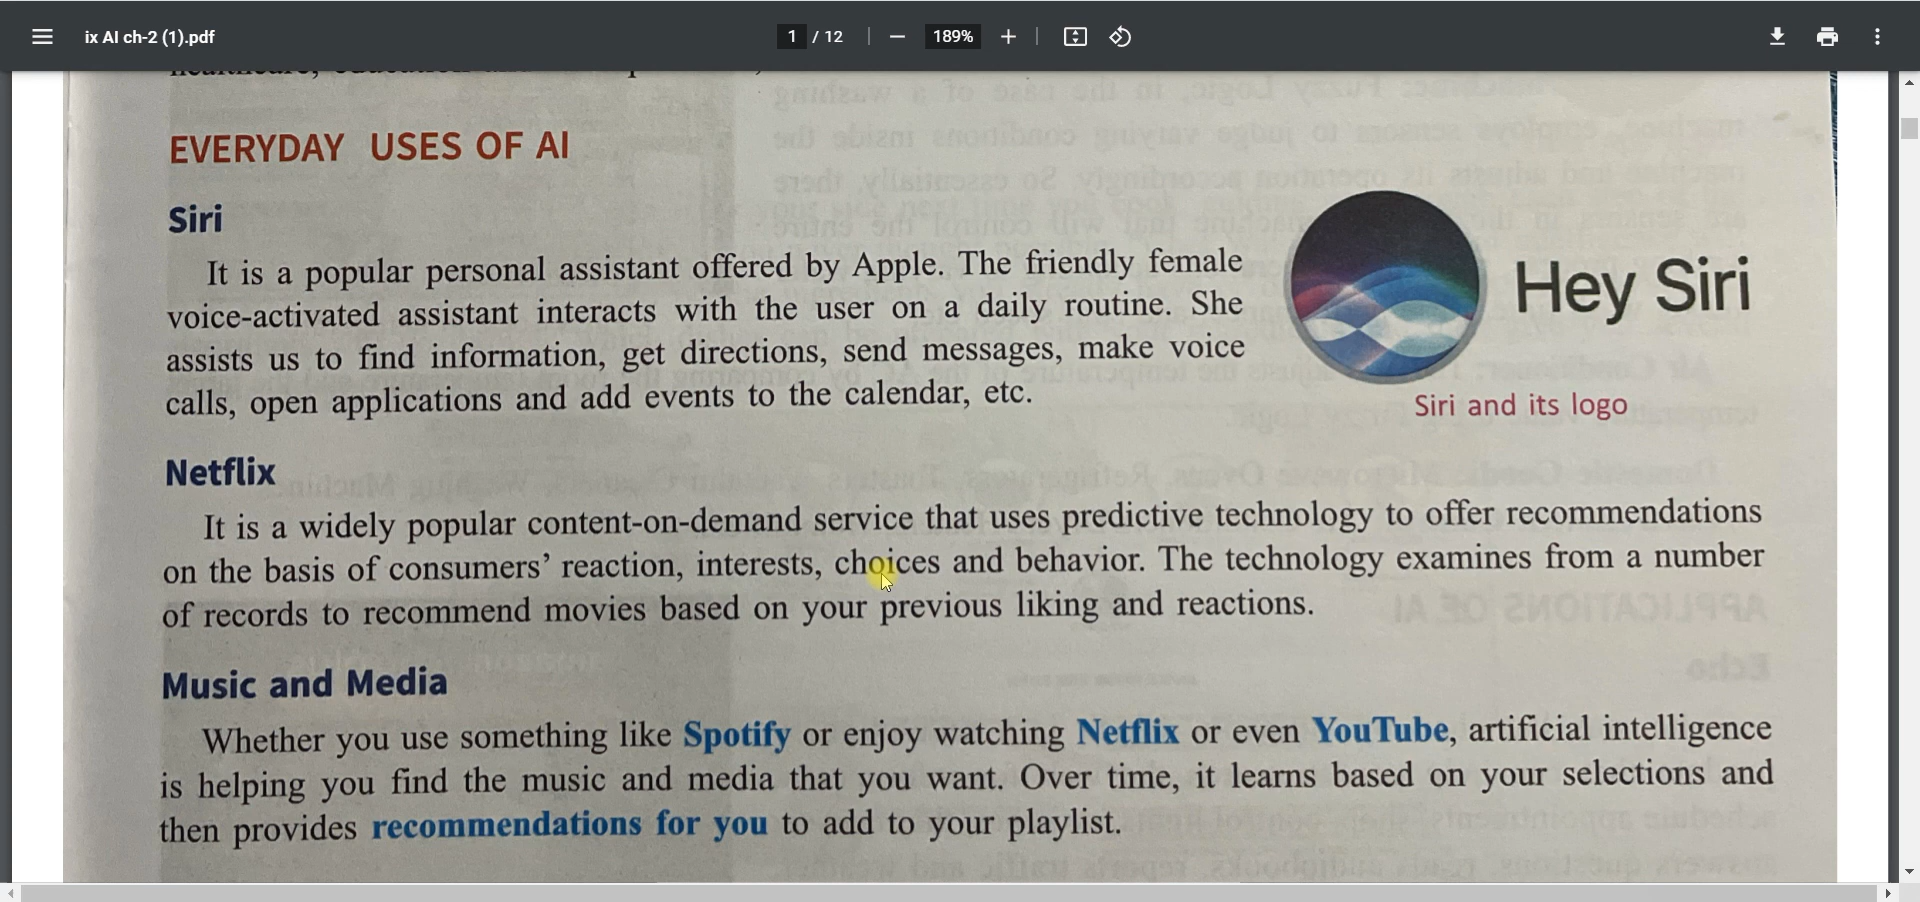 ix AI ch-2 (1).pdf
1 / 12
189%
EVERYDAY USES OF AI
Siri
It is a popular personal assistant offered by Apple. The friendly female
voice-activated assistant interacts with the user on a daily routine. She
assists us to find information, get directions, send messages, make voice
calls, open applications and add events to the calendar, etc.
Hey Siri
Siri and its logo
Netflix
It is a widely popular content-on-demand service that uses predictive technology to offer recommendations
on the basis of consumers’ reaction, interests, choices and behavior. The technology examines from a number
of records to recommend movies based on your previous liking and reactions.
Music and Media
Whether you use something like Spotify or enjoy watching Netflix or even YouTube, artificial intelligence
is helping you find the music and media that you want. Over time, it learns based on your selections and
then provides recommendations for you to add to your playlist.